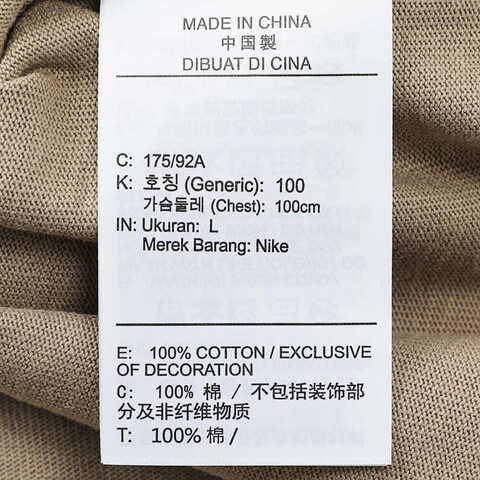 MADE IN CHINA
中国製
DIBUAT DI CINA
C: 175/92A
K: 호칭 (Generic): 100
가슴둘레 (Chest): 100cm
IN: Ukuran: L
Merek Barang: Nike
E: 100% COTTON / EXCLUSIVE
OF DECORATION
C: 100% 棉 / 不包括装饰部
分及非纤维物质
T: 100% 棉 /